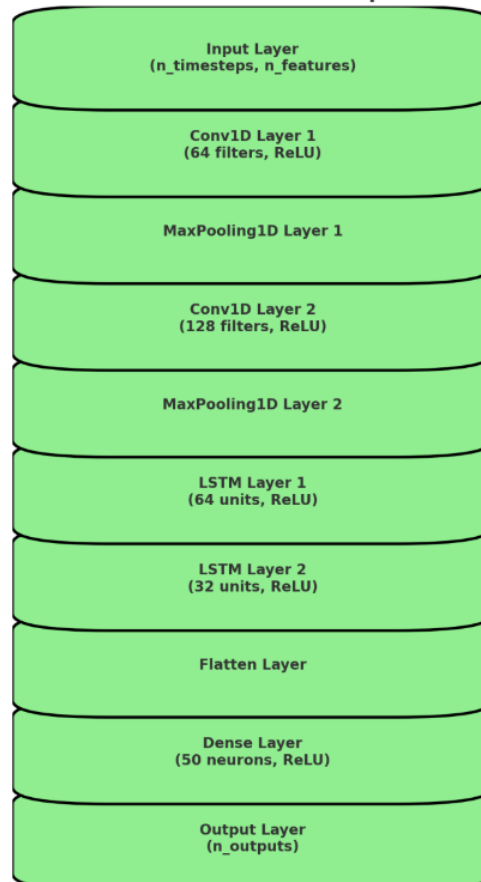 Input Layer
(n_timesteps, n_features)
Conv1D Layer 1
(64 filters, ReLU)
MaxPooling1D Layer 1
Conv1D Layer 2
(128 filters, ReLU)
MaxPooling1D Layer 2
LSTM Layer 1
(64 units, ReLU)
LSTM Layer 2
(32 units, ReLU)
Flatten Layer
Dense Layer
(50 neurons, ReLU)
Output Layer
(n_outputs)